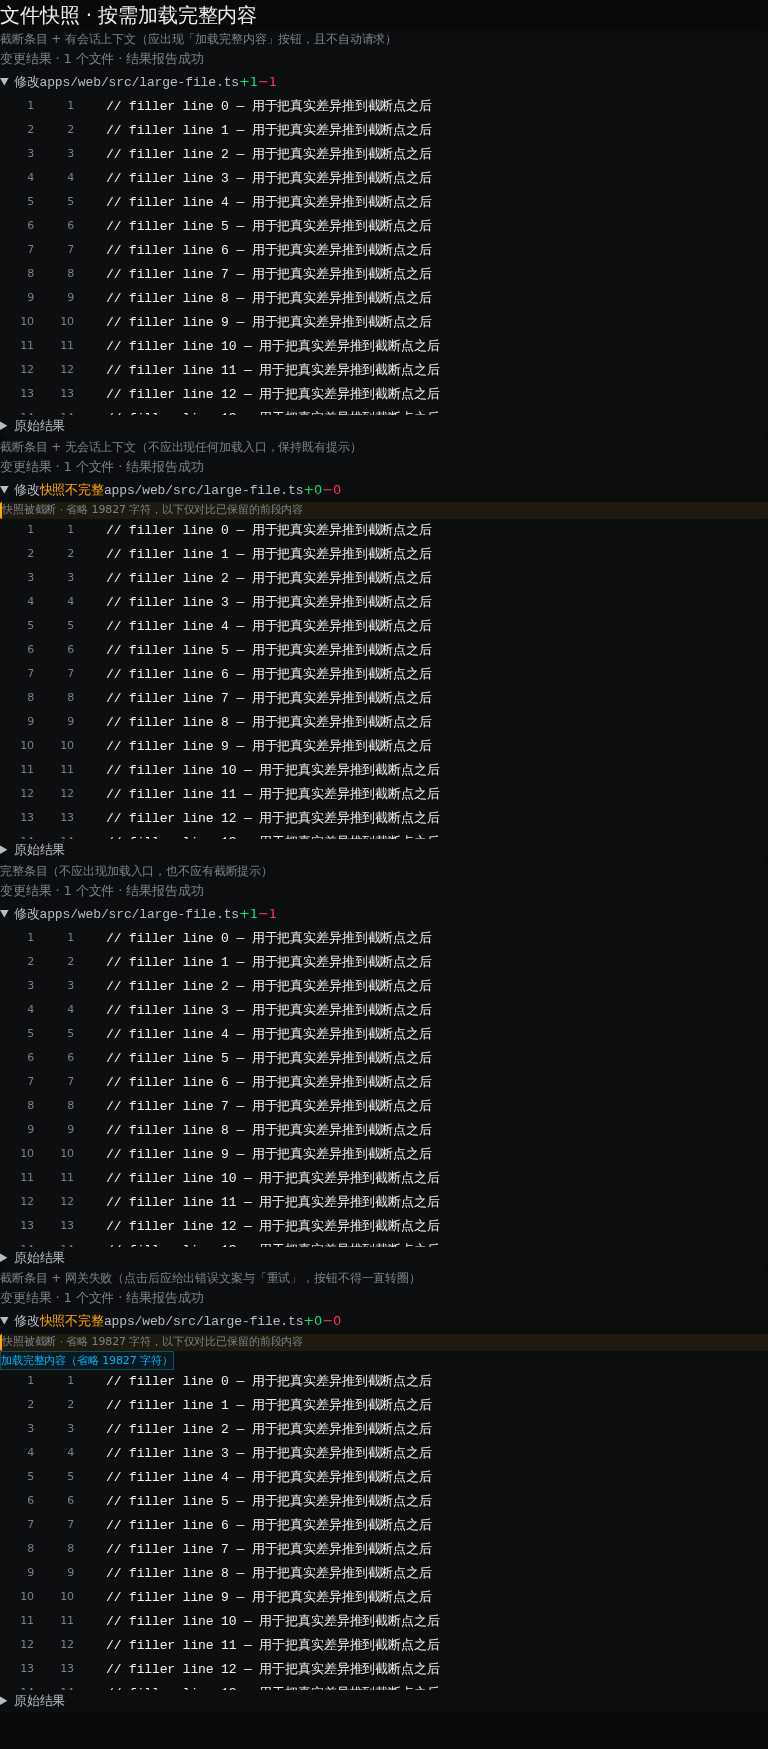 文件快照 · 按需加载完整内容
截断条目 + 有会话上下文（应出现「加载完整内容」按钮，且不自动请求）
变更结果 · 1 个文件 · 结果报告成功
▼ 修改apps/web/src/large-file.ts+1−1
1 1 // filler line 0 — 用于把真实差异推到截断点之后
2 2 // filler line 1 — 用于把真实差异推到截断点之后
3 3 // filler line 2 — 用于把真实差异推到截断点之后
4 4 // filler line 3 — 用于把真实差异推到截断点之后
5 5 // filler line 4 — 用于把真实差异推到截断点之后
6 6 // filler line 5 — 用于把真实差异推到截断点之后
7 7 // filler line 6 — 用于把真实差异推到截断点之后
8 8 // filler line 7 — 用于把真实差异推到截断点之后
9 9 // filler line 8 — 用于把真实差异推到截断点之后
10 10 // filler line 9 — 用于把真实差异推到截断点之后
11 11 // filler line 10 — 用于把真实差异推到截断点之后
12 12 // filler line 11 — 用于把真实差异推到截断点之后
13 13 // filler line 12 — 用于把真实差异推到截断点之后
▶ 原始结果
截断条目 + 无会话上下文（不应出现任何加载入口，保持既有提示）
变更结果 · 1 个文件 · 结果报告成功
▼ 修改快照不完整apps/web/src/large-file.ts+0−0
快照被截断 · 省略 19827 字符，以下仅对比已保留的前段内容
1 1 // filler line 0 — 用于把真实差异推到截断点之后
2 2 // filler line 1 — 用于把真实差异推到截断点之后
3 3 // filler line 2 — 用于把真实差异推到截断点之后
4 4 // filler line 3 — 用于把真实差异推到截断点之后
5 5 // filler line 4 — 用于把真实差异推到截断点之后
6 6 // filler line 5 — 用于把真实差异推到截断点之后
7 7 // filler line 6 — 用于把真实差异推到截断点之后
8 8 // filler line 7 — 用于把真实差异推到截断点之后
9 9 // filler line 8 — 用于把真实差异推到截断点之后
10 10 // filler line 9 — 用于把真实差异推到截断点之后
11 11 // filler line 10 — 用于把真实差异推到截断点之后
12 12 // filler line 11 — 用于把真实差异推到截断点之后
13 13 // filler line 12 — 用于把真实差异推到截断点之后
▶ 原始结果
完整条目（不应出现加载入口，也不应有截断提示）
变更结果 · 1 个文件 · 结果报告成功
▼ 修改apps/web/src/large-file.ts+1−1
1 1 // filler line 0 — 用于把真实差异推到截断点之后
2 2 // filler line 1 — 用于把真实差异推到截断点之后
3 3 // filler line 2 — 用于把真实差异推到截断点之后
4 4 // filler line 3 — 用于把真实差异推到截断点之后
5 5 // filler line 4 — 用于把真实差异推到截断点之后
6 6 // filler line 5 — 用于把真实差异推到截断点之后
7 7 // filler line 6 — 用于把真实差异推到截断点之后
8 8 // filler line 7 — 用于把真实差异推到截断点之后
9 9 // filler line 8 — 用于把真实差异推到截断点之后
10 10 // filler line 9 — 用于把真实差异推到截断点之后
11 11 // filler line 10 — 用于把真实差异推到截断点之后
12 12 // filler line 11 — 用于把真实差异推到截断点之后
13 13 // filler line 12 — 用于把真实差异推到截断点之后
▶ 原始结果
截断条目 + 网关失败（点击后应给出错误文案与「重试」，按钮不得一直转圈）
变更结果 · 1 个文件 · 结果报告成功
▼ 修改快照不完整apps/web/src/large-file.ts+0−0
快照被截断 · 省略 19827 字符，以下仅对比已保留的前段内容
加载完整内容（省略 19827 字符）
1 1 // filler line 0 — 用于把真实差异推到截断点之后
2 2 // filler line 1 — 用于把真实差异推到截断点之后
3 3 // filler line 2 — 用于把真实差异推到截断点之后
4 4 // filler line 3 — 用于把真实差异推到截断点之后
5 5 // filler line 4 — 用于把真实差异推到截断点之后
6 6 // filler line 5 — 用于把真实差异推到截断点之后
7 7 // filler line 6 — 用于把真实差异推到截断点之后
8 8 // filler line 7 — 用于把真实差异推到截断点之后
9 9 // filler line 8 — 用于把真实差异推到截断点之后
10 10 // filler line 9 — 用于把真实差异推到截断点之后
11 11 // filler line 10 — 用于把真实差异推到截断点之后
12 12 // filler line 11 — 用于把真实差异推到截断点之后
13 13 // filler line 12 — 用于把真实差异推到截断点之后
▶ 原始结果